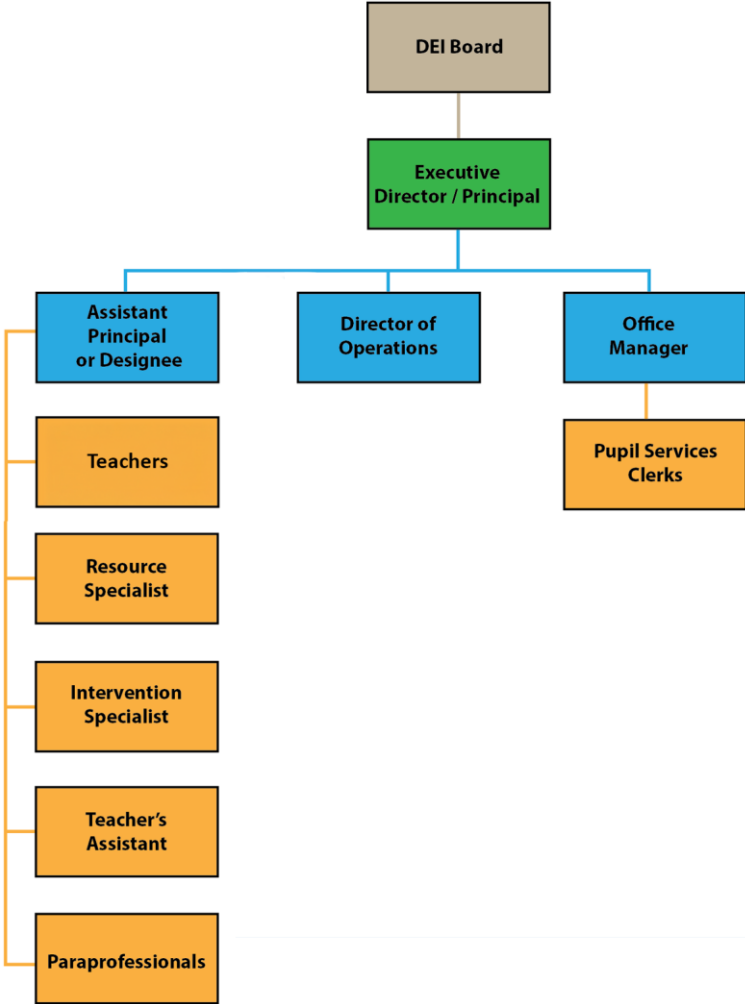 DEI Board
Executive
Director / Principal
Assistant
Principal
or Designee
Director of
Operations
Office
Manager
Teachers
Pupil Services
Clerks
Resource
Specialist
Intervention
Specialist
Teacher’s
Assistant
Paraprofessionals